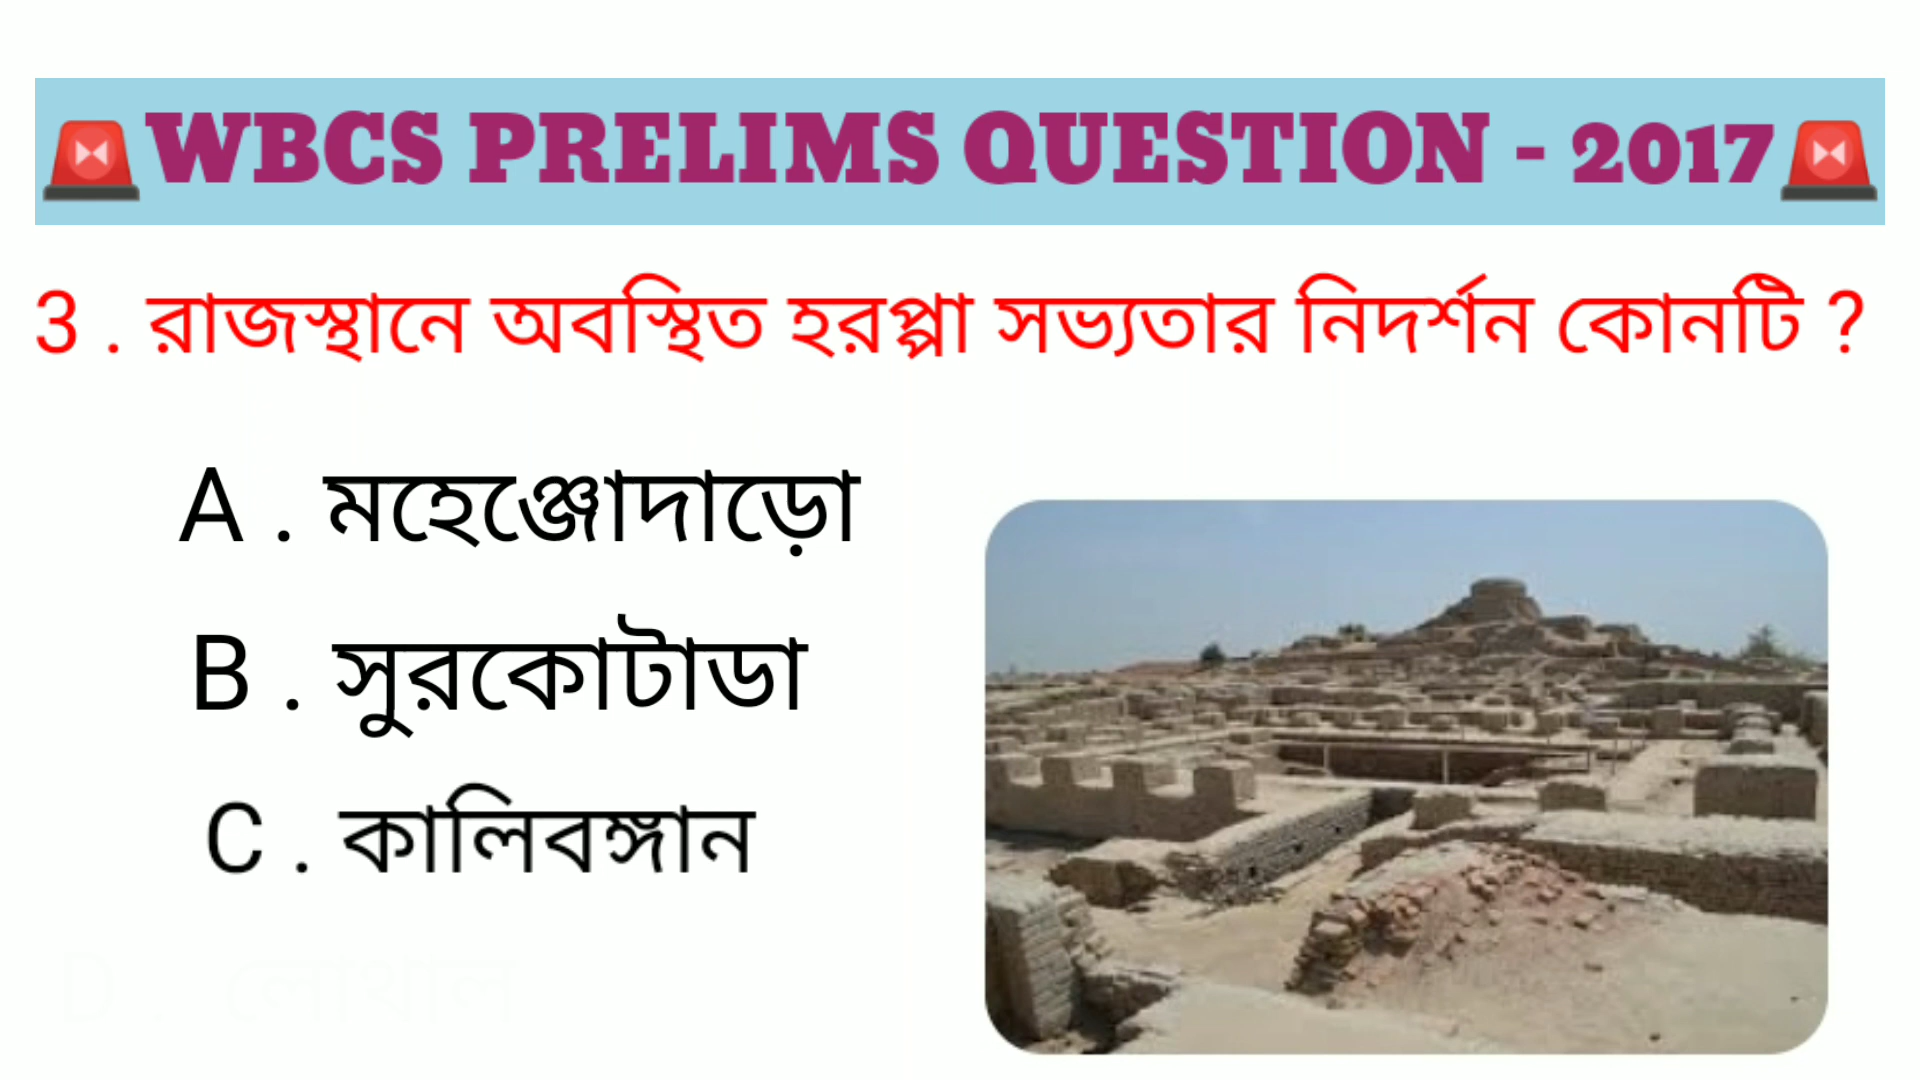 WBCS PRELIMS QUESTION - 2017
3 . রাজস্থানে অবস্থিত হরপ্পা সভ্যতার নিদর্শন কোনটি ?
A . মহেঞ্জোদাড়ো
B . সুরকোটাডা
C . কালিবঙ্গান